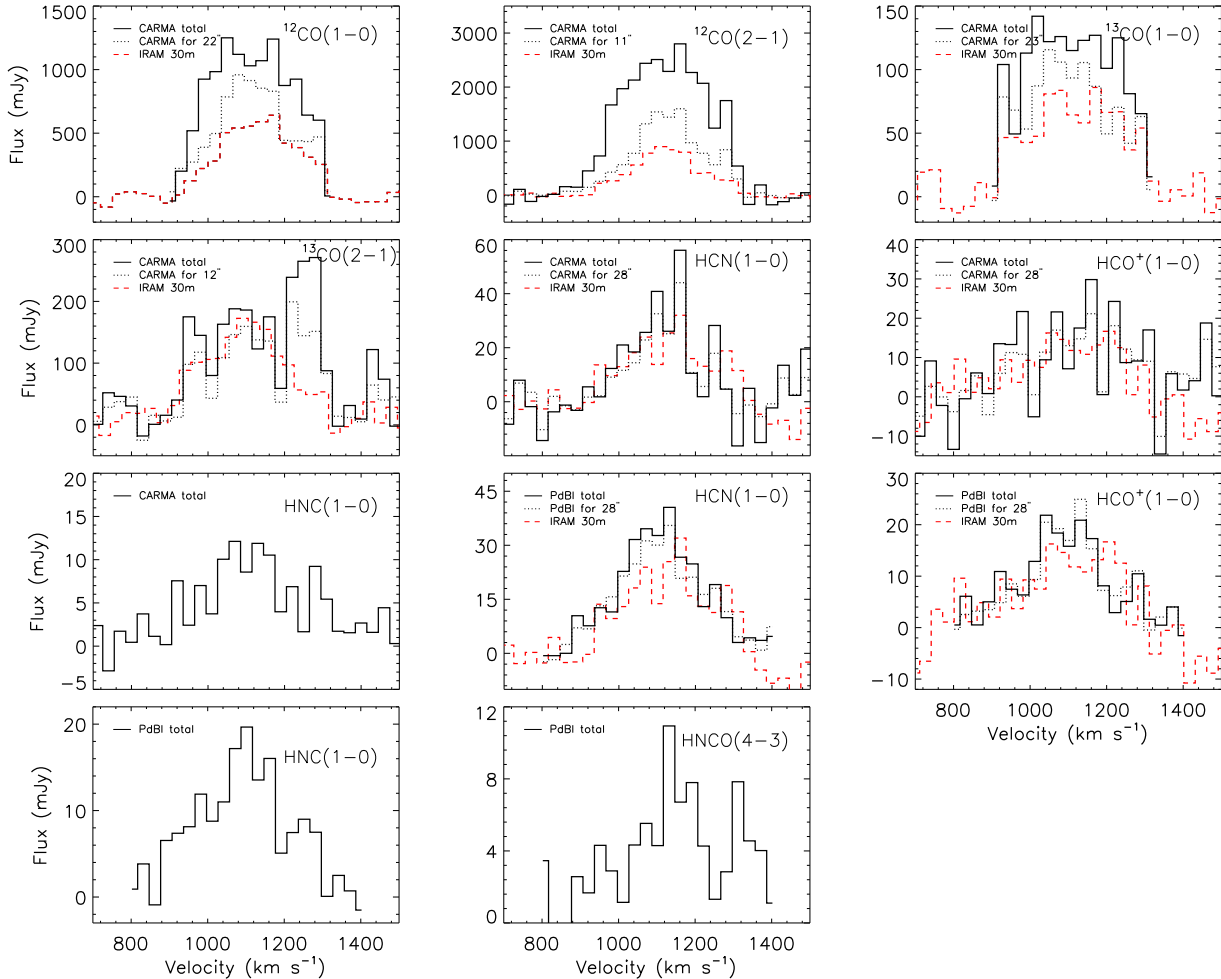 CARMA total
CARMA for 22"
IRAM 30m
¹²CO(1−0)
Flux (mJy)
1500
1000
500
0
CARMA total
CARMA for 11"
IRAM 30m
¹²CO(2−1)
3000
2000
1000
0
CARMA total
CARMA for 23"
IRAM 30m
¹³CO(1−0)
150
100
50
0
CARMA total
CARMA for 12"
IRAM 30m
¹³CO(2−1)
Flux (mJy)
300
200
100
0
CARMA total
CARMA for 28"
IRAM 30m
HCN(1−0)
60
40
20
0
CARMA total
CARMA for 28"
IRAM 30m
HCO⁺(1−0)
40
30
20
10
0
−10
CARMA total
HNC(1−0)
Flux (mJy)
20
15
10
5
0
−5
PdBI total
PdBI for 28"
IRAM 30m
HCN(1−0)
45
30
15
0
PdBI total
PdBI for 28"
IRAM 30m
HCO⁺(1−0)
30
20
10
0
−10
800 1000 1200 1400
Velocity (km s⁻¹)
PdBI total
HNC(1−0)
Flux (mJy)
20
10
0
800 1000 1200 1400
Velocity (km s⁻¹)
PdBI total
HNCO(4−3)
12
8
4
0
800 1000 1200 1400
Velocity (km s⁻¹)